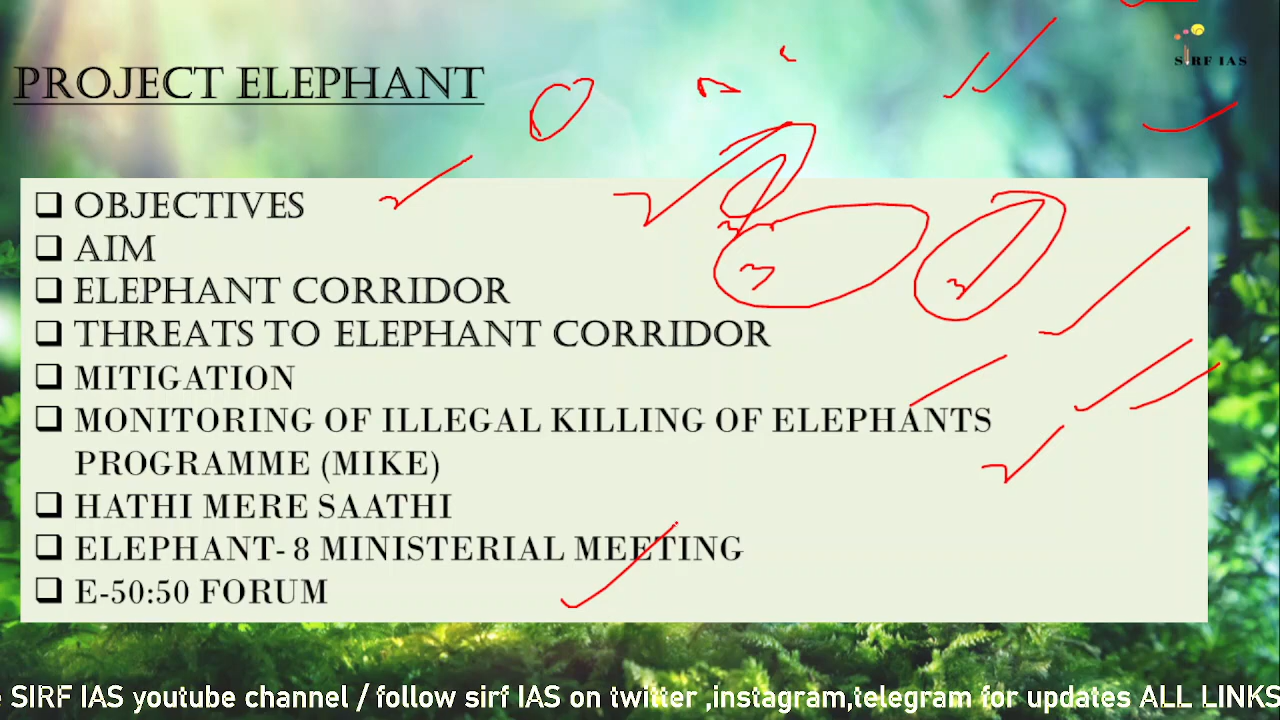 SIRF IAS
PROJECT ELEPHANT
❑ OBJECTIVES
❑ AIM
❑ ELEPHANT CORRIDOR
❑ THREATS TO ELEPHANT CORRIDOR
❑ MITIGATION
❑ MONITORING OF ILLEGAL KILLING OF ELEPHANTS
PROGRAMME (MIKE)
❑ HATHI MERE SAATHI
❑ ELEPHANT- 8 MINISTERIAL MEETING
❑ E-50:50 FORUM
SIRF IAS youtube channel / follow sirf IAS on twitter ,instagram,telegram for updates ALL LINKS